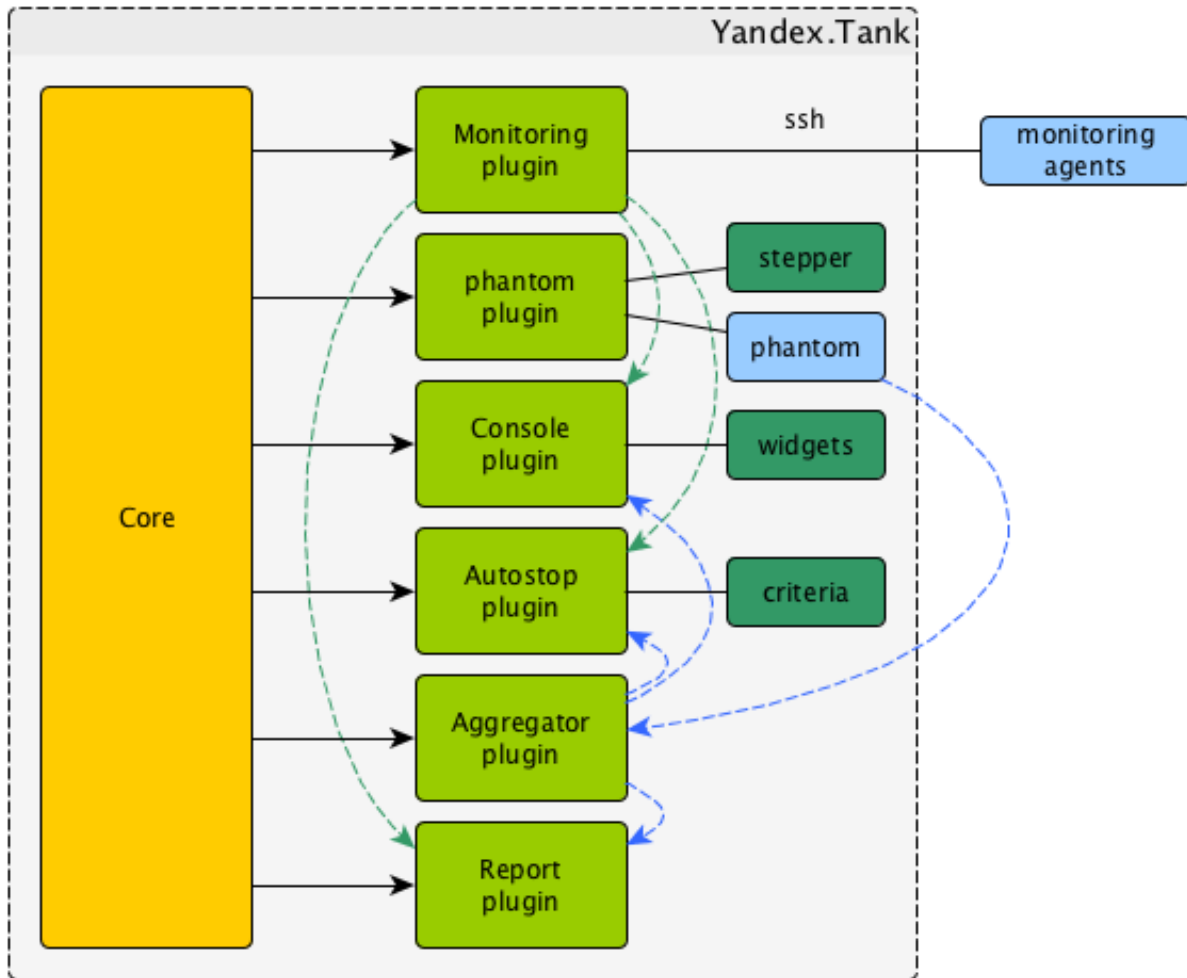 Yandex.Tank
Core
Monitoring
plugin
ssh
monitoring
agents
phantom
plugin
stepper
phantom
Console
plugin
widgets
Autostop
plugin
criteria
Aggregator
plugin
Report
plugin